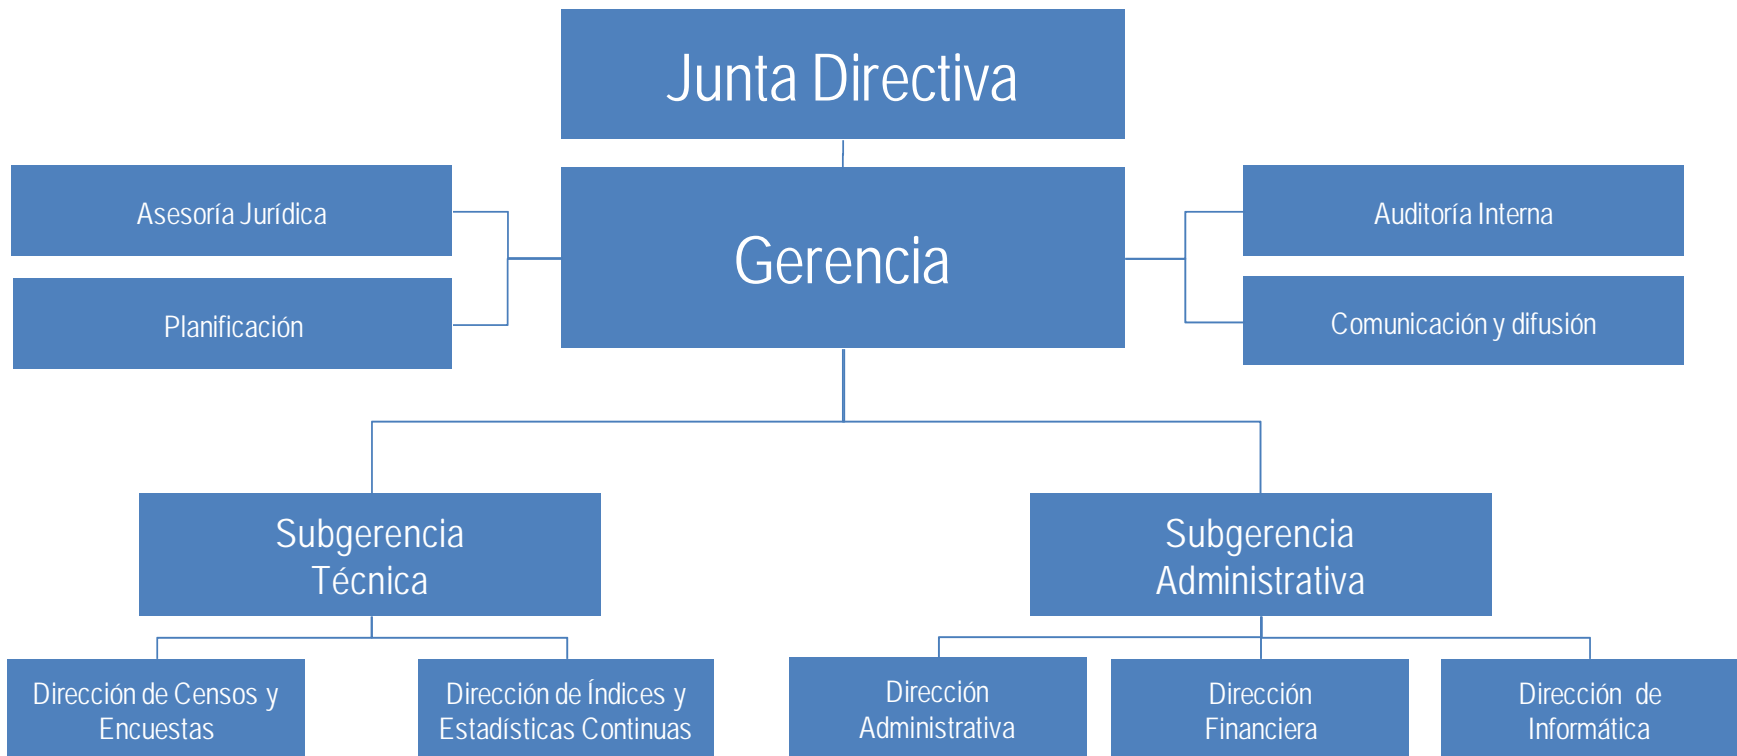 Junta Directiva
Asesoría Jurídica
Gerencia
Auditoría Interna
Planificación
Comunicación y difusión
Subgerencia
Técnica
Subgerencia
Administrativa
Dirección de Censos y
Encuestas
Dirección de Índices y
Estadísticas Continuas
Dirección
Administrativa
Dirección
Financiera
Dirección de
Informática